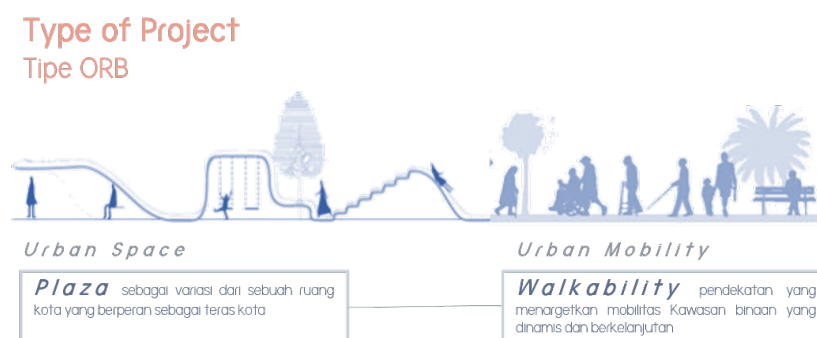 Type of Project
Tipe ORB
Urban Space
Urban Mobility
Plaza sebagai variasi dari sebuah ruang
kota yang berperan sebagai teras kota
Walkability pendekatan yang
menargetkan mobilitas Kawasan binaan yang
dinamis dan berkelanjutan